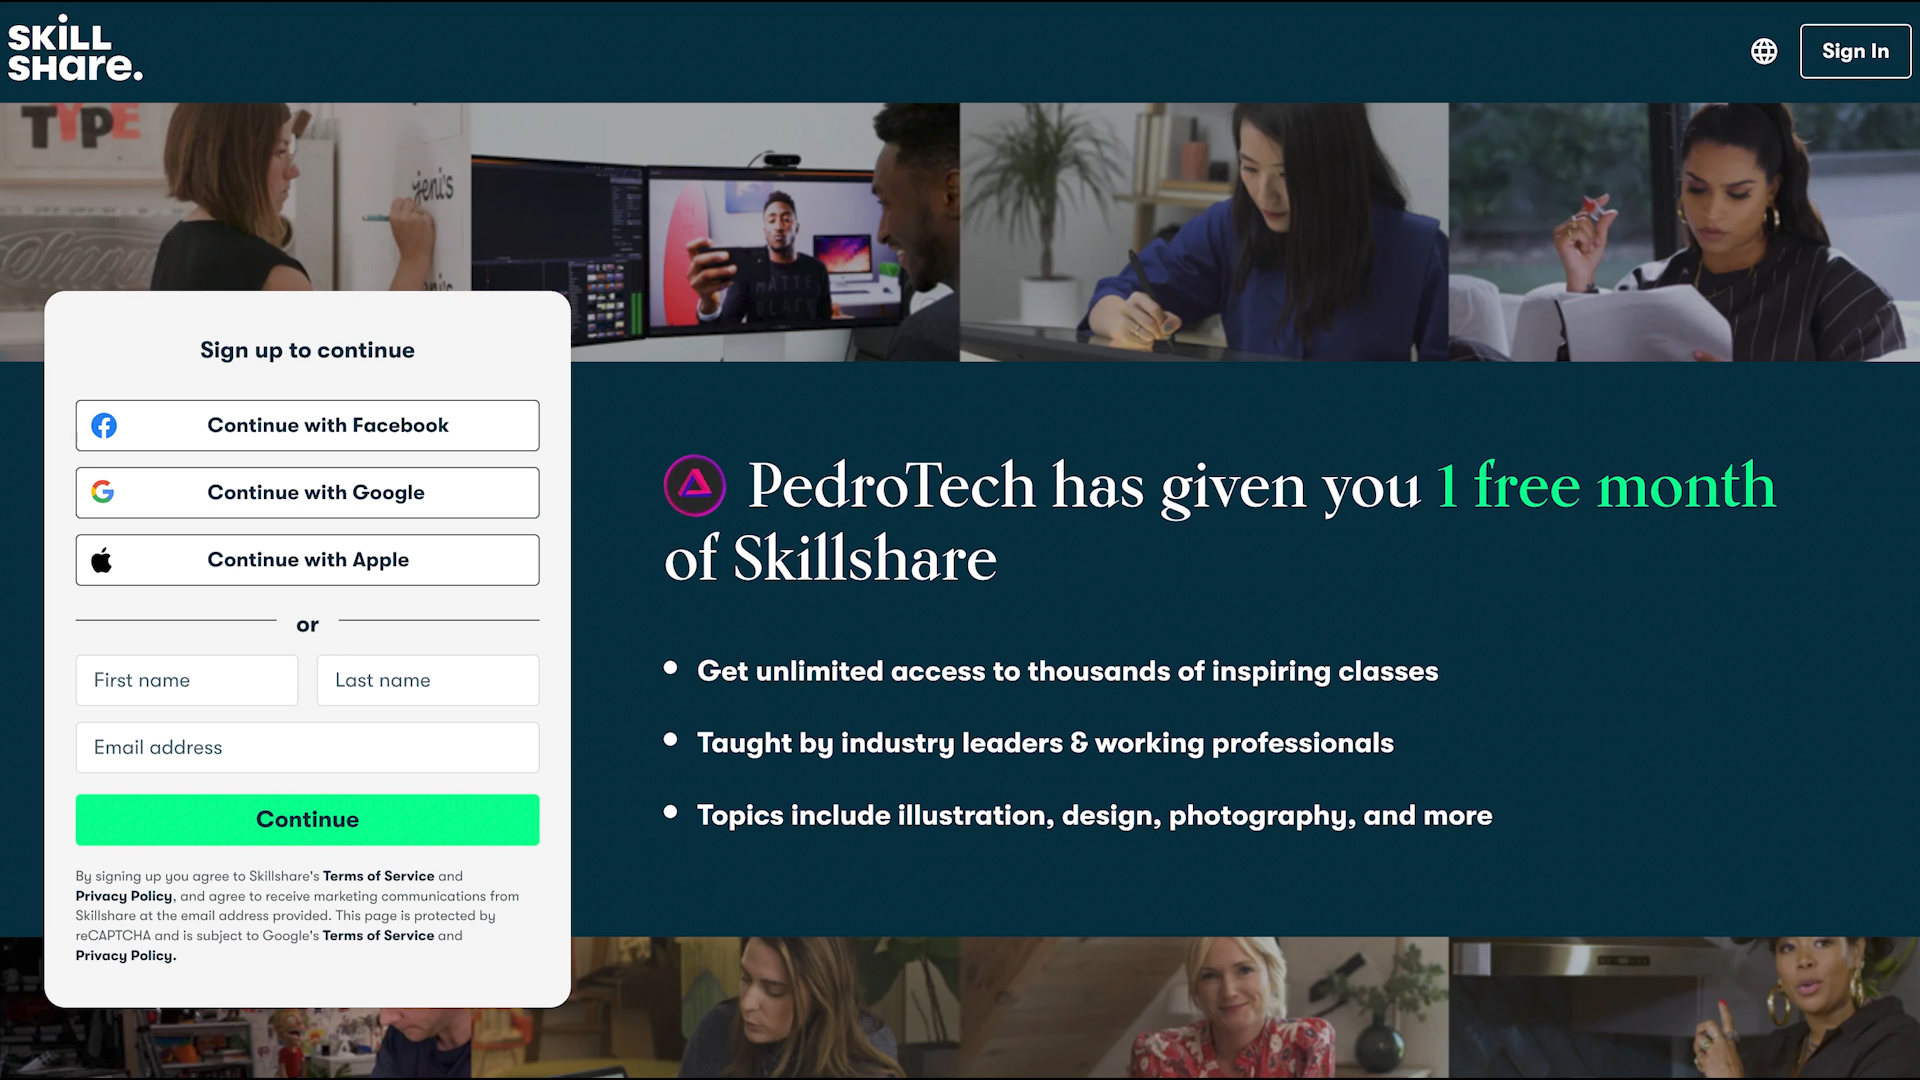 SKILL
SHare.
Sign In
TYPE
jeni's
jeni's
MATTE
BLACK
Sign up to continue
Continue with Facebook
Continue with Google
Continue with Apple
or
First name
Last name
Email address
Continue
By signing up you agree to Skillshare's Terms of Service and
Privacy Policy, and agree to receive marketing communications from
Skillshare at the email address provided. This page is protected by
reCAPTCHA and is subject to Google's Terms of Service and
Privacy Policy.
PedroTech has given you 1 free month
of Skillshare
Get unlimited access to thousands of inspiring classes
Taught by industry leaders & working professionals
Topics include illustration, design, photography, and more